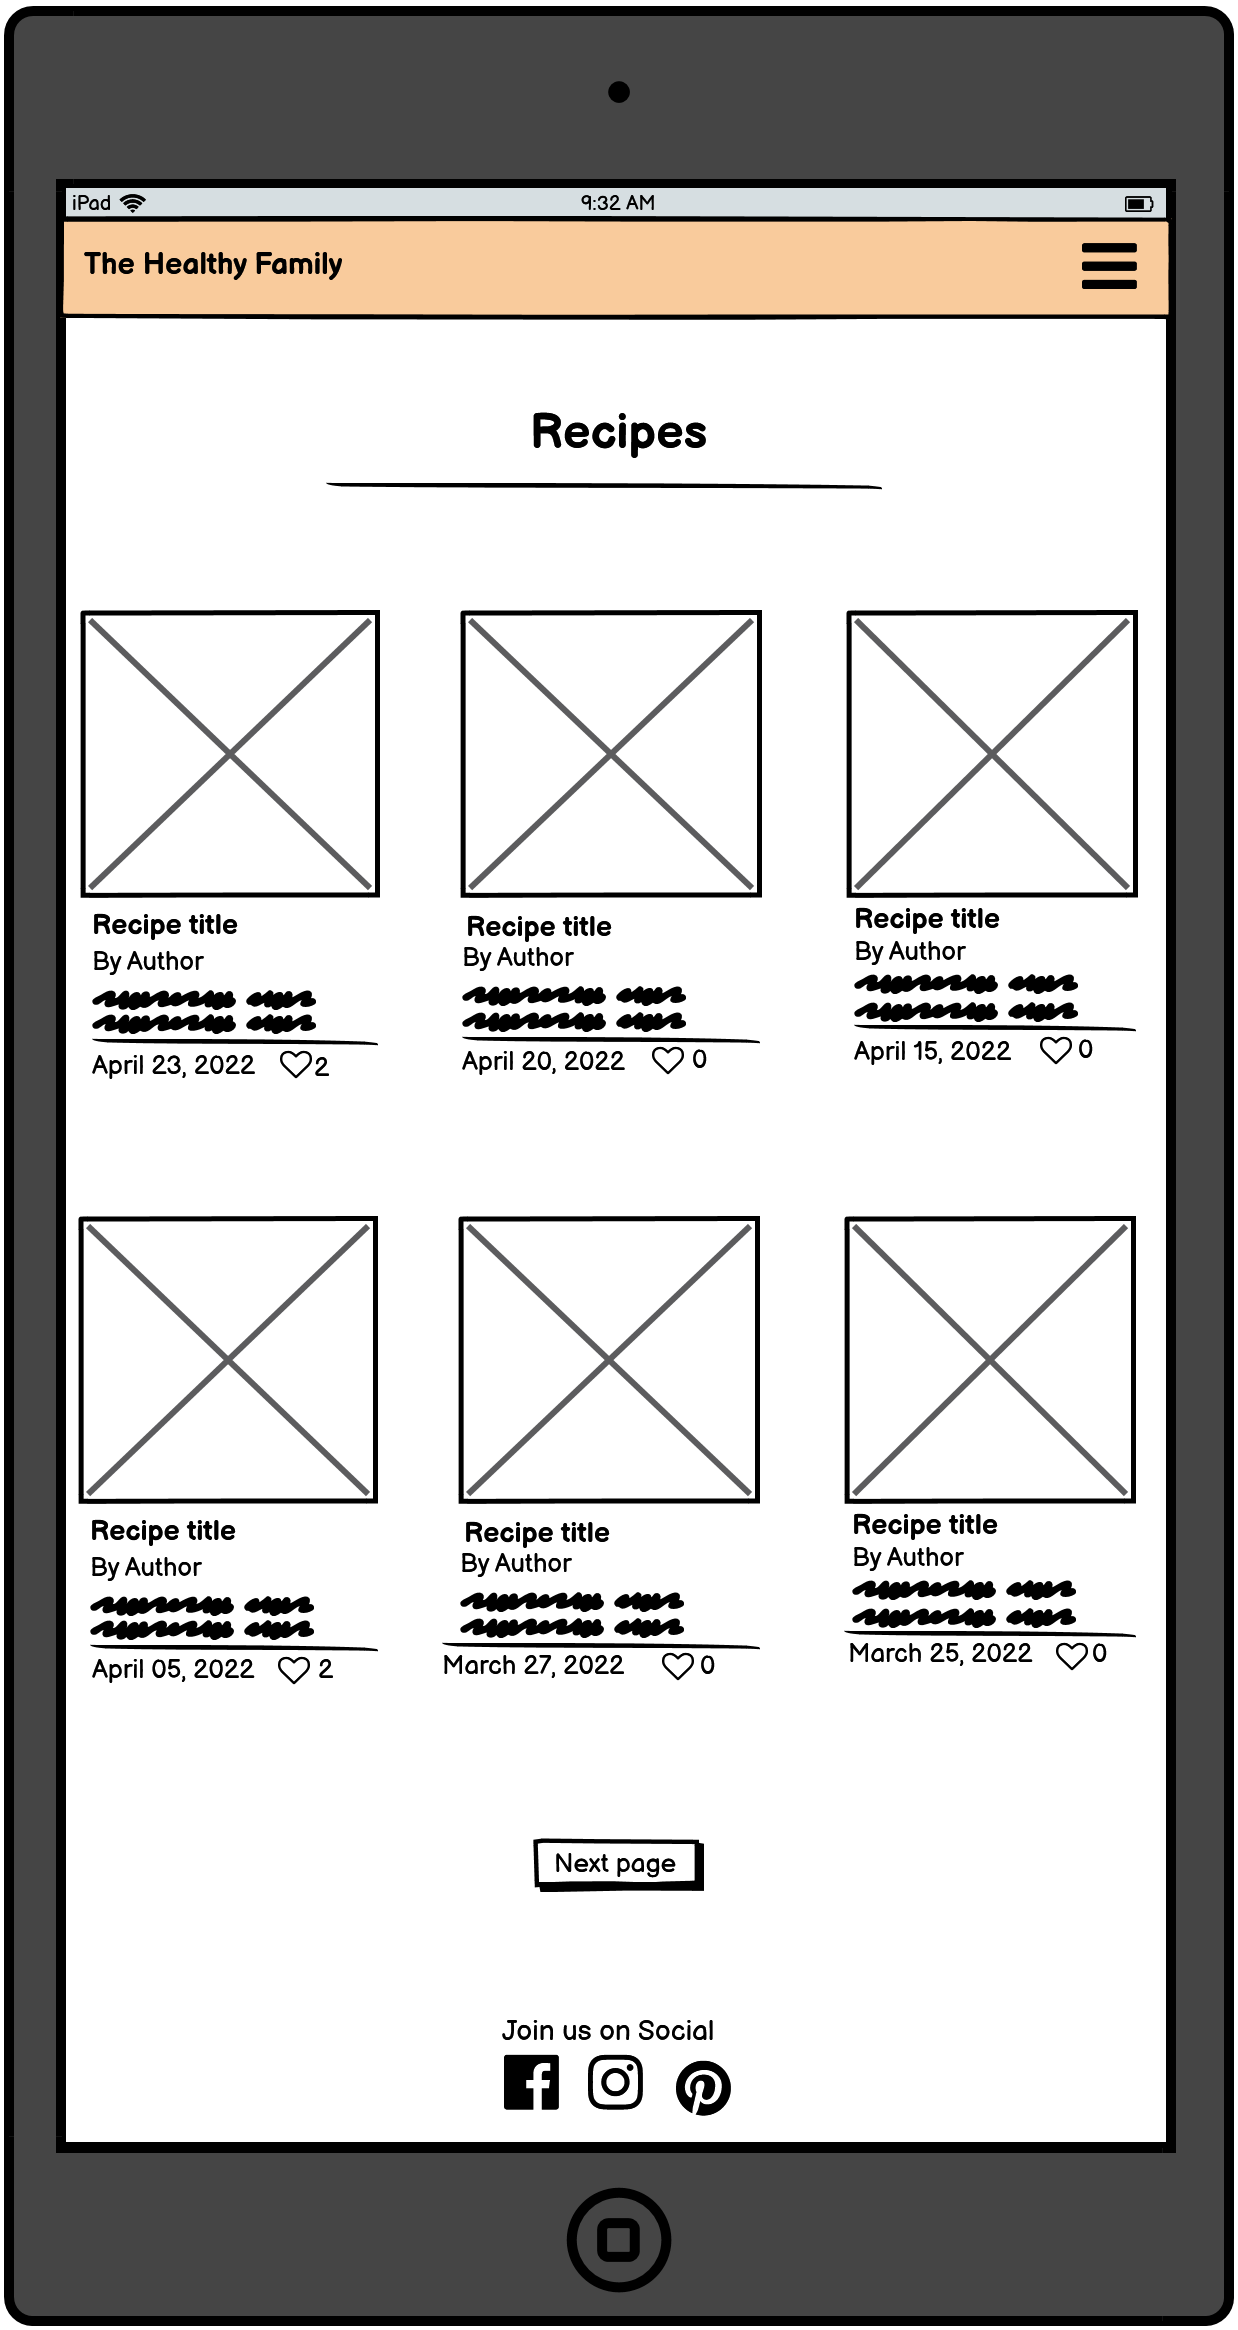 iPad 9:32 AM
The Healthy Family
Recipes
Recipe title
By Author
April 23, 2022 2
Recipe title
By Author
April 20, 2022 0
Recipe title
By Author
April 15, 2022 0
Recipe title
By Author
April 05, 2022 2
Recipe title
By Author
March 27, 2022 0
Recipe title
By Author
March 25, 2022 0
Next page
Join us on Social